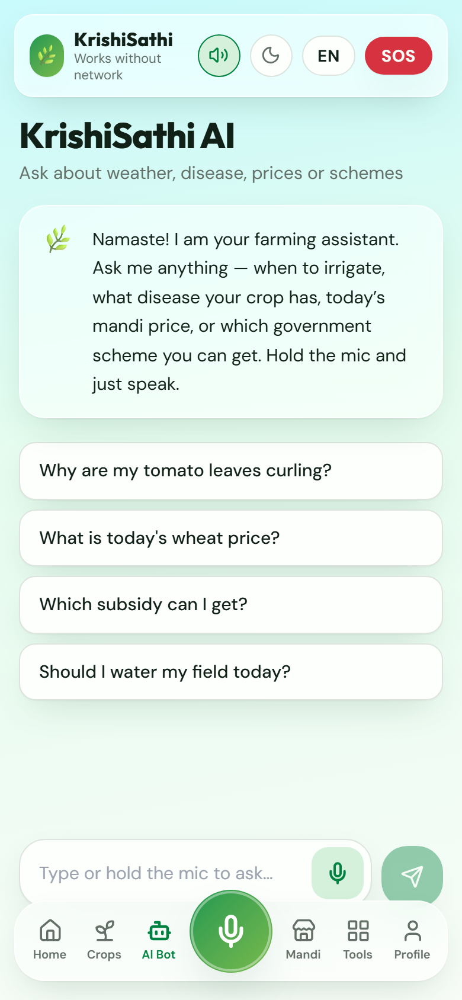 KrishiSathi
Works without
network
EN
SOS
KrishiSathi AI
Ask about weather, disease, prices or schemes
Namaste! I am your farming assistant.
Ask me anything — when to irrigate,
what disease your crop has, today’s
mandi price, or which government
scheme you can get. Hold the mic and
just speak.
Why are my tomato leaves curling?
What is today's wheat price?
Which subsidy can I get?
Should I water my field today?
Type or hold the mic to ask...
Home
Crops
AI Bot
Mandi
Tools
Profile